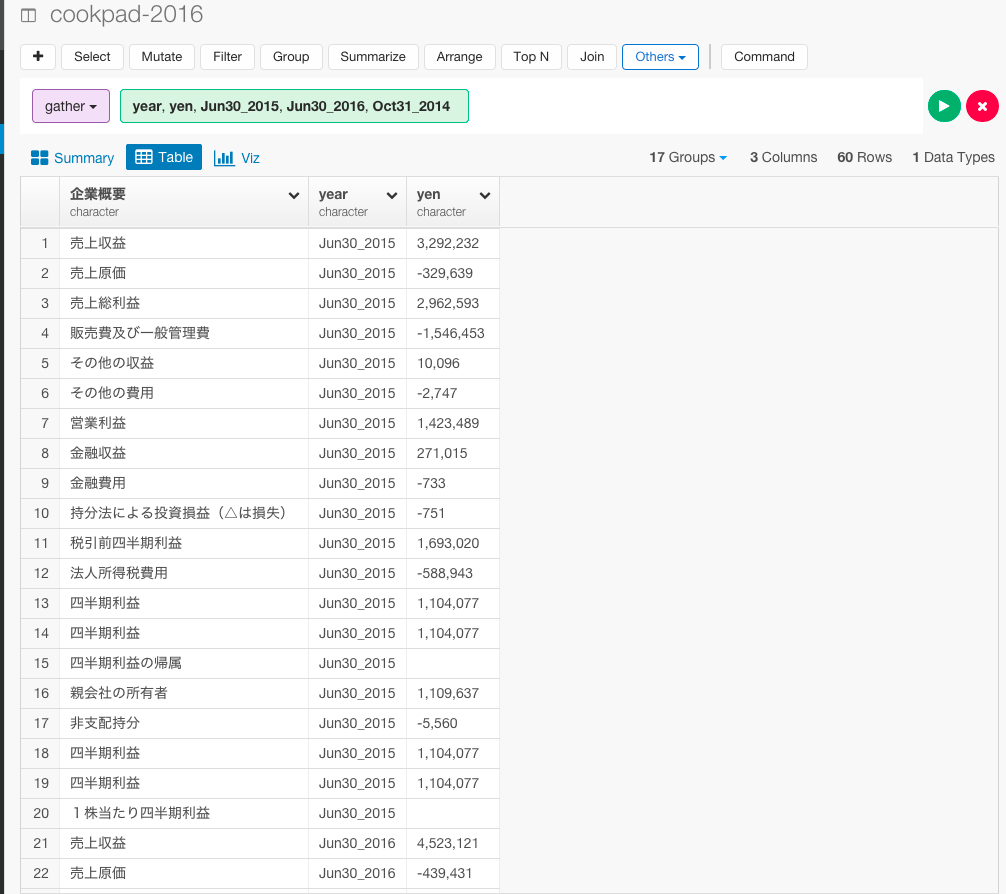 cookpad-2016
Select Mutate Filter Group Summarize Arrange Top N Join Others Command
gather year, yen, Jun30_2015, Jun30_2016, Oct31_2014
Summary Table Viz 17 Groups 3 Columns 60 Rows 1 Data Types
企業概要 year yen
character character character
1 売上収益 Jun30_2015 3,292,232
2 売上原価 Jun30_2015 -329,639
3 売上総利益 Jun30_2015 2,962,593
4 販売費及び一般管理費 Jun30_2015 -1,546,453
5 その他の収益 Jun30_2015 10,096
6 その他の費用 Jun30_2015 -2,747
7 営業利益 Jun30_2015 1,423,489
8 金融収益 Jun30_2015 271,015
9 金融費用 Jun30_2015 -733
10 持分法による投資損益（△は損失） Jun30_2015 -751
11 税引前四半期利益 Jun30_2015 1,693,020
12 法人所得税費用 Jun30_2015 -588,943
13 四半期利益 Jun30_2015 1,104,077
14 四半期利益 Jun30_2015 1,104,077
15 四半期利益の帰属 Jun30_2015
16 親会社の所有者 Jun30_2015 1,109,637
17 非支配持分 Jun30_2015 -5,560
18 四半期利益 Jun30_2015 1,104,077
19 四半期利益 Jun30_2015 1,104,077
20 １株当たり四半期利益 Jun30_2015
21 売上収益 Jun30_2016 4,523,121
22 売上原価 Jun30_2016 -439,431